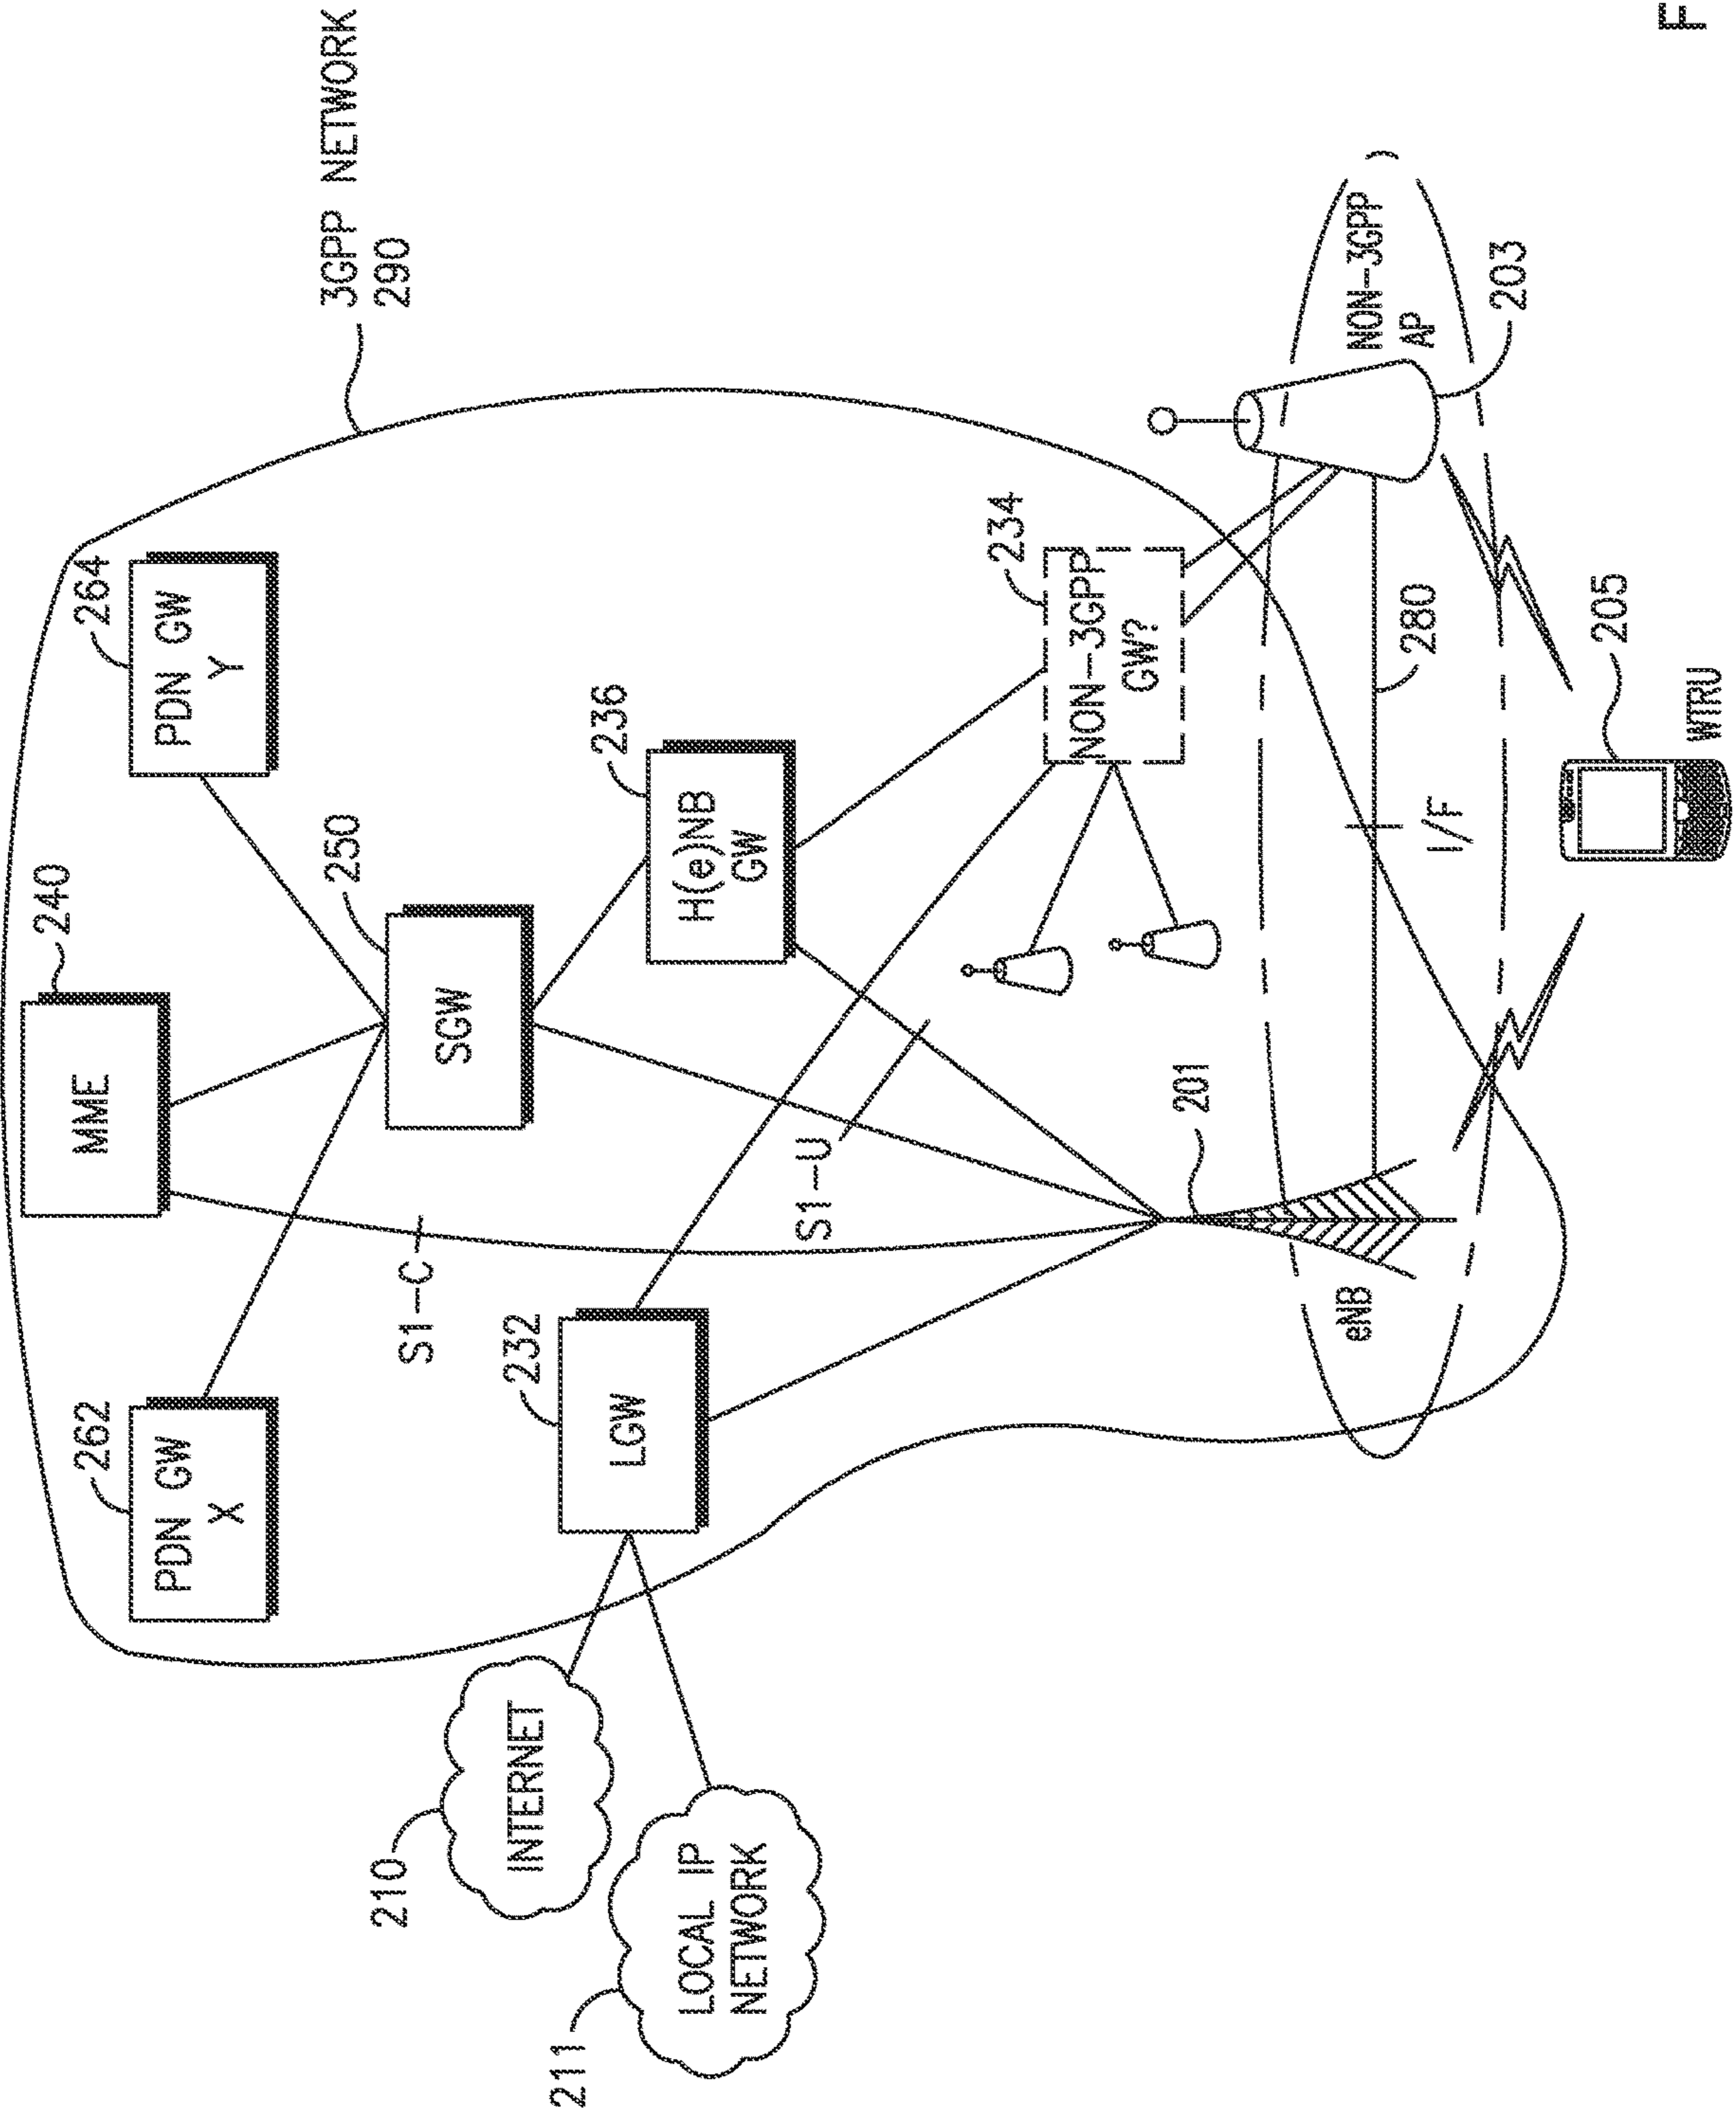 3GPP NETWORK
290
262
PDN GW
X
MME
240
264
PDN GW
Y
250
SGW
S1-C
232
LGW
236
H(e)NB
GW
210
INTERNET
211
LOCAL IP
NETWORK
S1-U
234
NON-3GPP
GW?
201
eNB
NON-3GPP
AP
203
280
I/F
205
WTRU
F